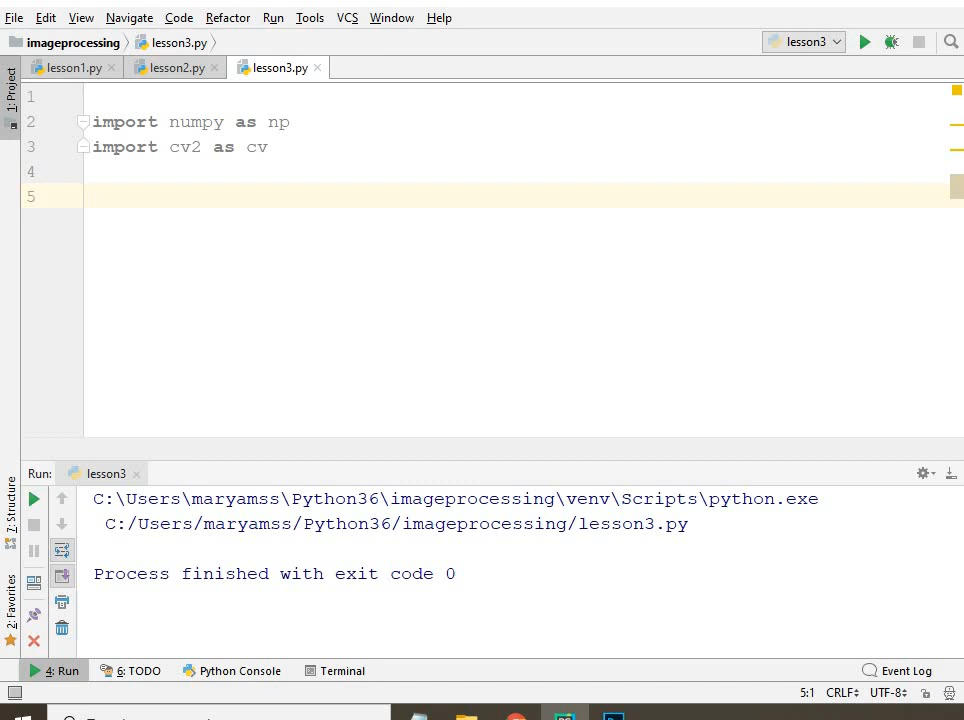 File Edit View Navigate Code Refactor Run Tools VCS Window Help
imageprocessing lesson3.py lesson3
1: Project
lesson1.py lesson2.py lesson3.py
1
2 import numpy as np
3 import cv2 as cv
4
5
Run: lesson3
7: Structure
2: Favorites
C:\Users\maryamss\Python36\imageprocessing\venv\Scripts\python.exe
C:/Users/maryamss/Python36/imageprocessing/lesson3.py
Process finished with exit code 0
4: Run 6: TODO Python Console Terminal Event Log
5:1 CRLF UTF-8